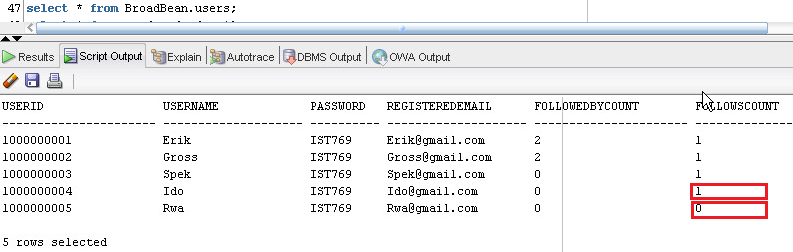 47 select * from BroadBean.users;
Results Script Output Explain Autotrace DBMS Output OWA Output
USERID USERNAME PASSWORD REGISTEREDEMAIL FOLLOWEDBYCOUNT FOLLOWSCOUNT
1000000001 Erik IST769 Erik@gmail.com 2 1
1000000002 Gross IST769 Gross@gmail.com 2 1
1000000003 Spek IST769 Spek@gmail.com 0 1
1000000004 Ido IST769 Ido@gmail.com 0 1
1000000005 Rwa IST769 Rwa@gmail.com 0 0
5 rows selected